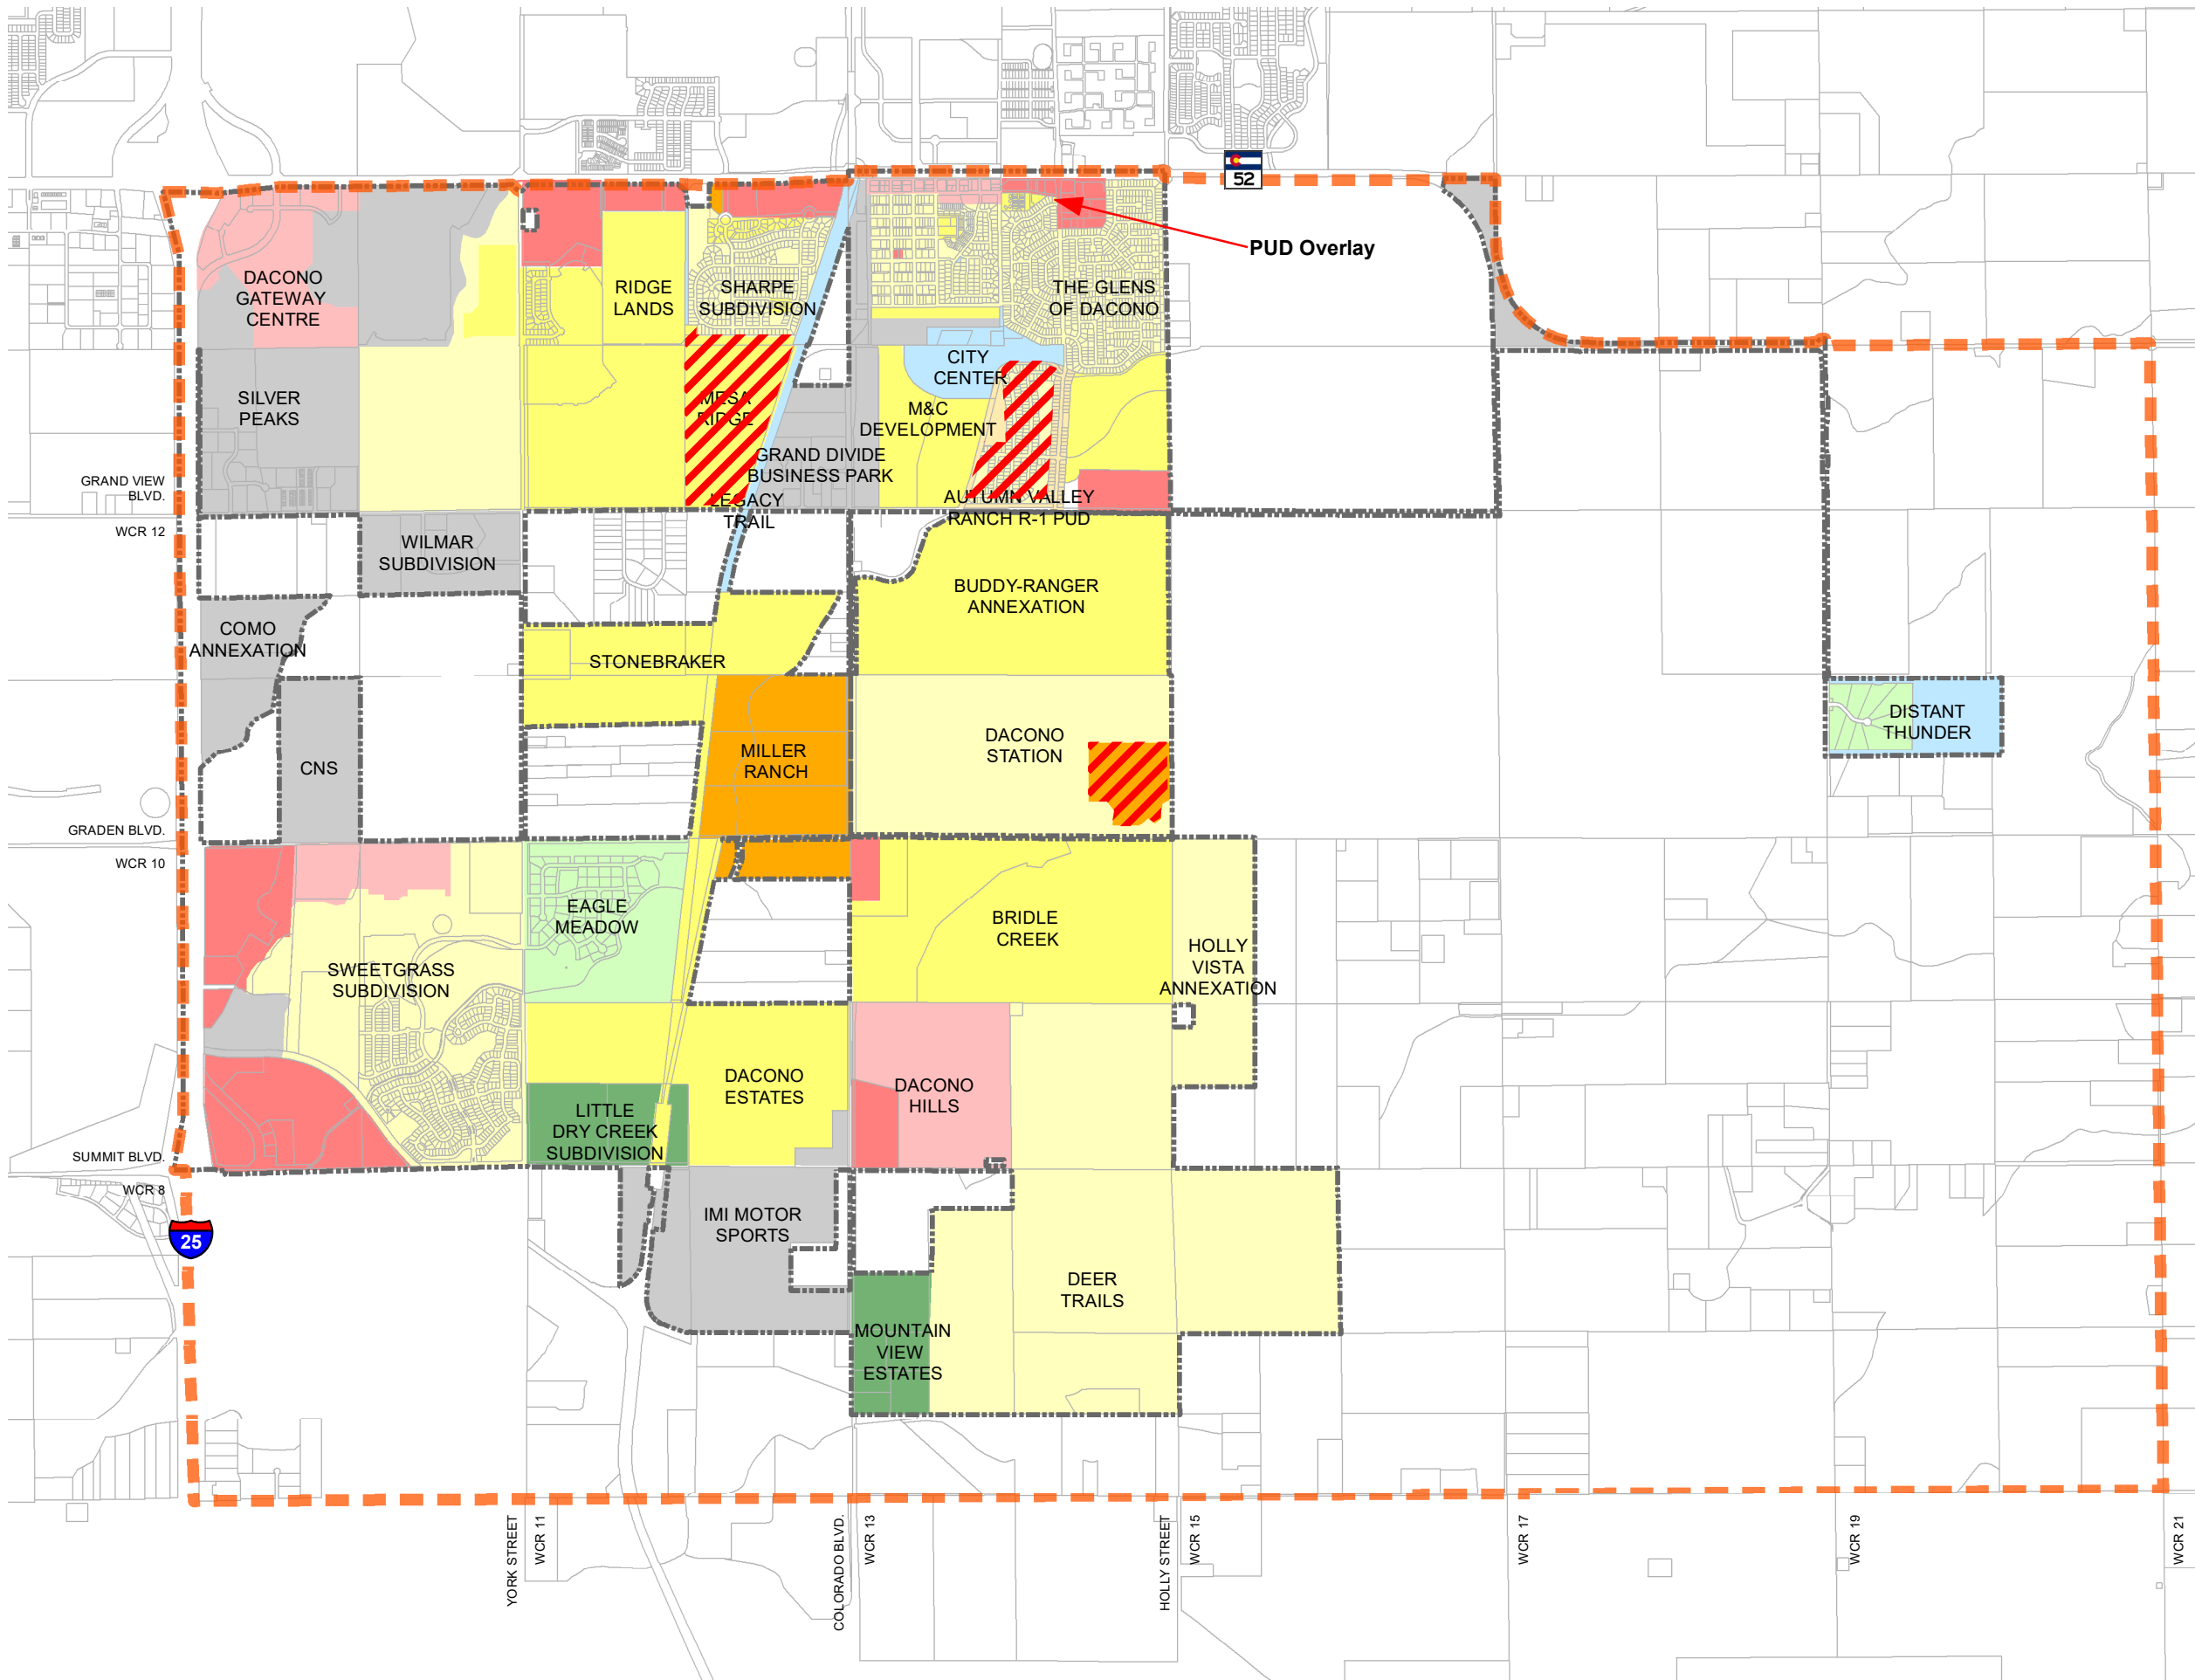 52
PUD Overlay
DACONO
GATEWAY
CENTRE
RIDGE
LANDS
SHARPE
SUBDIVISION
THE GLENS
OF DACONO
CITY
CENTER
SILVER
PEAKS
MESA
RIDGE
M&C
DEVELOPMENT
GRAND DIVIDE
BUSINESS PARK
GRAND VIEW
BLVD.
LEGACY
TRAIL
AUTUMN VALLEY
RANCH R-1 PUD
WCR 12
WILMAR
SUBDIVISION
BUDDY-RANGER
ANNEXATION
COMO
ANNEXATION
STONEBRAKER
DISTANT
THUNDER
MILLER
RANCH
DACONO
STATION
CNS
GRADEN BLVD.
WCR 10
EAGLE
MEADOW
BRIDLE
CREEK
HOLLY
VISTA
ANNEXATION
SWEETGRASS
SUBDIVISION
DACONO
ESTATES
DACONO
HILLS
LITTLE
DRY CREEK
SUBDIVISION
SUMMIT BLVD.
WCR 8
25
IMI MOTOR
SPORTS
DEER
TRAILS
MOUNTAIN
VIEW
ESTATES
YORK STREET
WCR 11
COLORADO BLVD.
WCR 13
HOLLY STREET
WCR 15
WCR 17
WCR 19
WCR 21